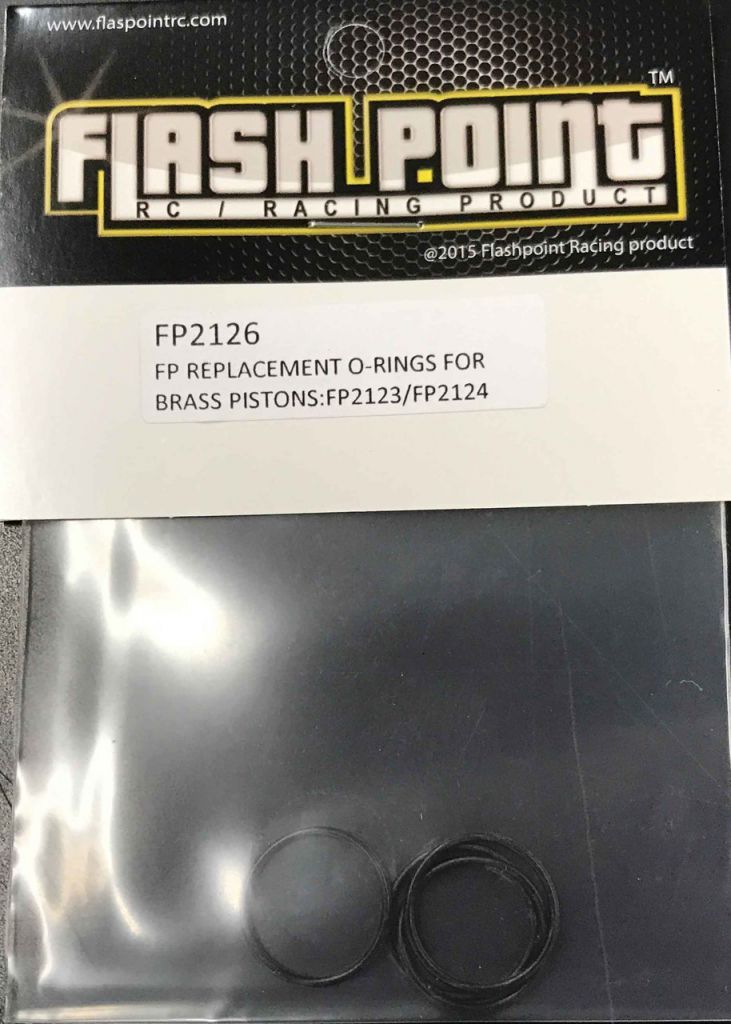 www.flaspointrc.com
FLASH POINT TM
RC / RACING PRODUCT
@2015 Flashpoint Racing product
FP2126
FP REPLACEMENT O-RINGS FOR
BRASS PISTONS:FP2123/FP2124